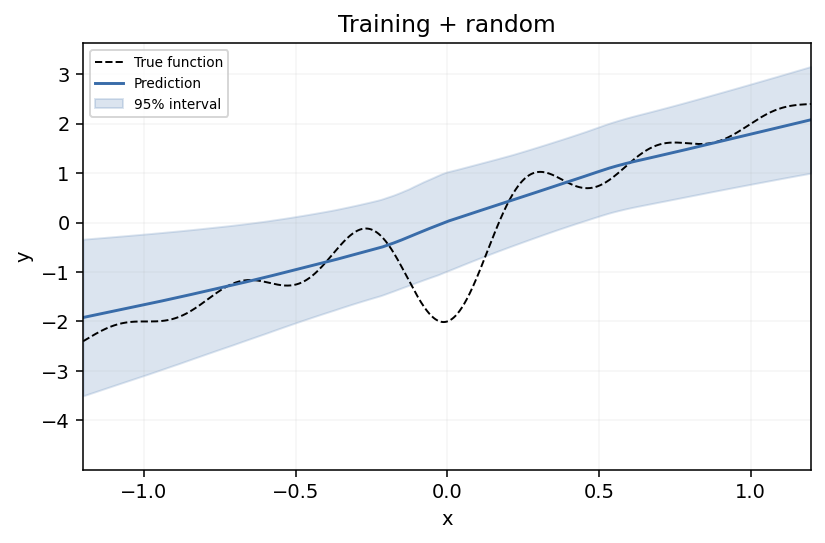 Training + random
True function
Prediction
95% interval
3
2
1
0
−1
−2
−3
−4
y
−1.0 −0.5 0.0 0.5 1.0
x